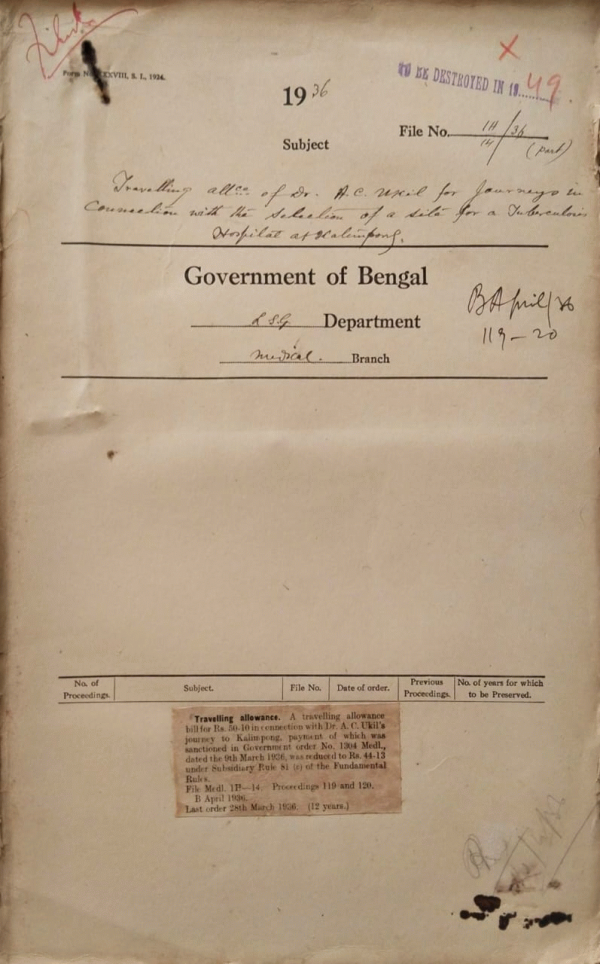 Form No. XXXVIII, S. I., 1934.
TO BE DESTROYED IN 1949.
1936
File No. 1H/14/36 (part)
Subject
Travelling allce. of Dr. A.C. Ukil for Journeys in
connection with the selection of a site for a Tuberculosis
Hospital at Kalimpong.
Government of Bengal
L S G Department
Medical. Branch
B April/36
119-20
No. of Proceedings.
Subject.
File No.
Date of order.
Previous Proceedings.
No. of years for which to be Preserved.
Travelling allowance. A travelling allowance
bill for Rs. 50-10 in connection with Dr. A. C. Ukil's
journey to Kalimpong, payment of which was
sanctioned in Government order No. 1304 Medl.,
dated the 9th March 1936, was reduced to Rs. 44-13
under Subsidiary Rule 81 (c) of the Fundamental
Rules.
File Medl. 1H—14. Proceedings 119 and 120.
B April 1936.
Last order 28th March 1936. (12 years.)